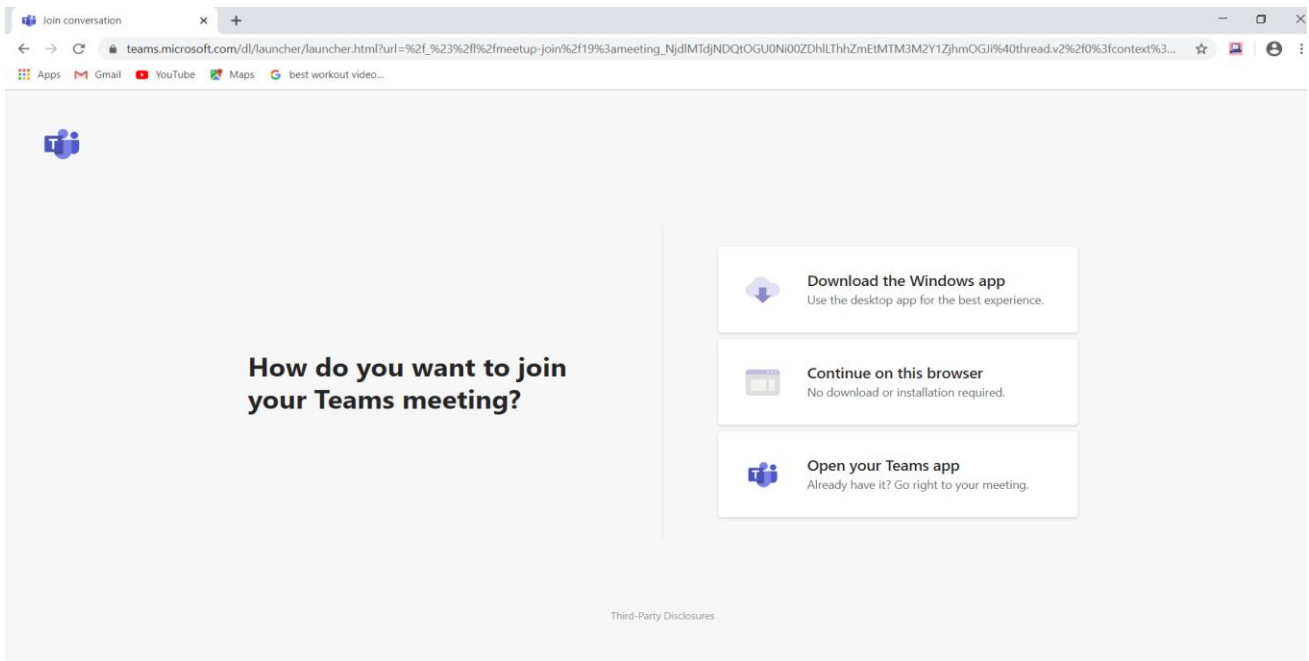 Join conversation
teams.microsoft.com/dl/launcher/launcher.html?url=%2f_%23%2fl%2fmeetup-join%2f19%3ameeting_NjdlMTdjNDQtOGU0Ni00ZDhlLThhZmEtMTM3M2Y1ZjhmOGJi%40thread.v2%2f0%3fcontext%3...
Apps Gmail YouTube Maps best workout video...
Download the Windows app
Use the desktop app for the best experience.
How do you want to join
your Teams meeting?
Continue on this browser
No download or installation required.
Open your Teams app
Already have it? Go right to your meeting.
Third-Party Disclosures